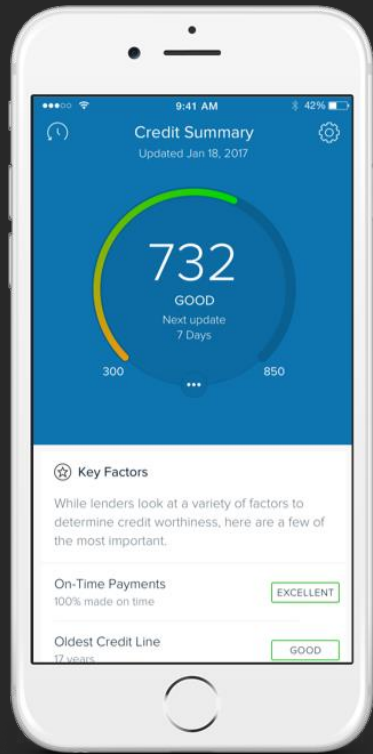 9:41 AM
42%
Credit Summary
Updated Jan 18, 2017
732
GOOD
Next update
7 Days
300
850
Key Factors
While lenders look at a variety of factors to
determine credit worthiness, here are a few of
the most important.
On-Time Payments
100% made on time
EXCELLENT
Oldest Credit Line
17 years
GOOD